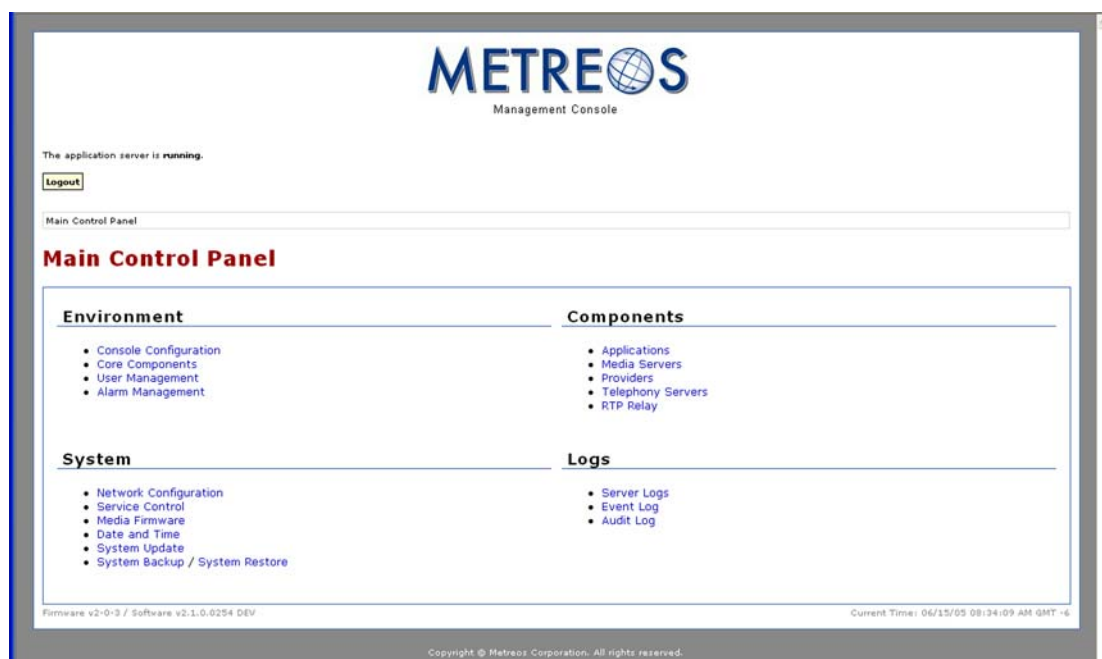 METREOS
Management Console
The application server is running.
Logout
Main Control Panel
Main Control Panel
Environment
Console Configuration
Core Components
User Management
Alarm Management
Components
Applications
Media Servers
Providers
Telephony Servers
RTP Relay
System
Network Configuration
Service Control
Media Firmware
Date and Time
System Update
System Backup / System Restore
Logs
Server Logs
Event Log
Audit Log
Firmware v2-0-3 / Software v2.1.0.0254 DEV
Current Time: 06/15/05 08:34:09 AM GMT -6
Copyright © Metreos Corporation. All rights reserved.